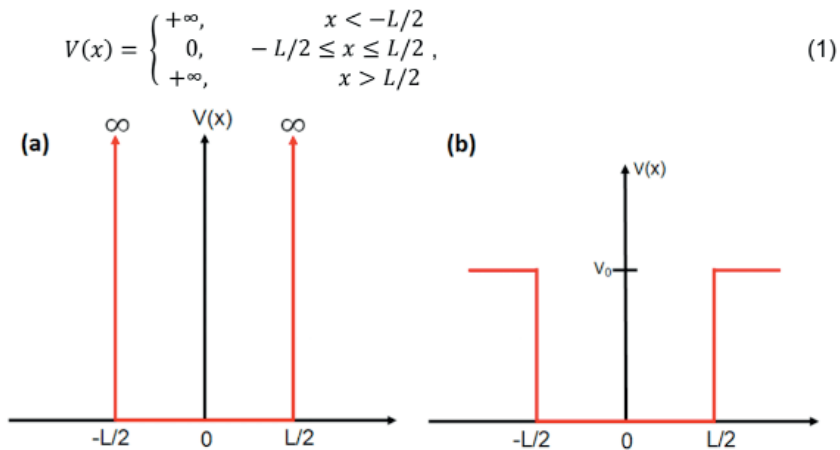 +∞, x < −L/2
V(x) = { 0, − L/2 ≤ x ≤ L/2 , (1)
+∞, x > L/2
(a) ∞ V(x) ∞ (b)
V(x)
V₀
-L/2 0 L/2 -L/2 0 L/2